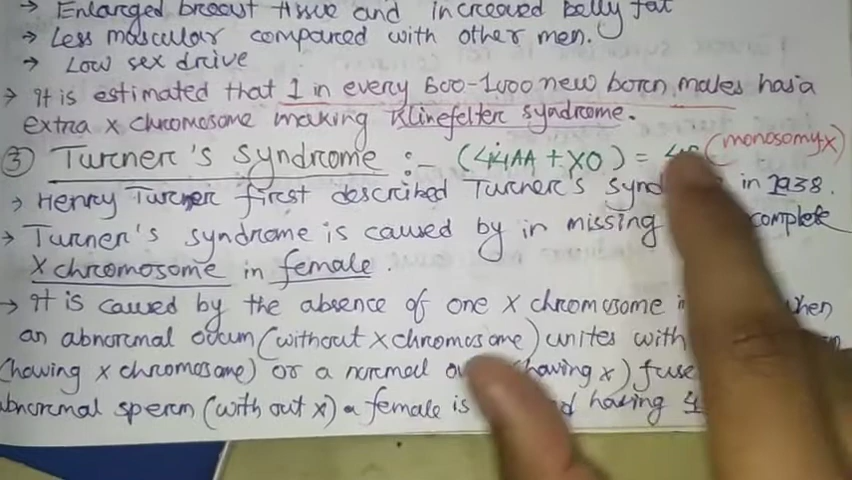 → Enlarged breast tissue and increased belly fat
→ Less moscular compared with other men.
→ Low sex drive
→ It is estimated that 1 in every 600-1000 new born males has a
extra x chromosome making Klinefelter syndrome.
③ Turner's Syndrome :- (44AA + XO) = 45 (monosomy x)
→ Henry Turner first described Turner's synd in 1938.
→ Turner's syndrome is caused by in missing complete
X chromosome in female.
→ It is caused by the absence of one X chromosome when
an abnormal ovum (without x chromosome) unites with
(having x chromosome) or a normal (having x) fuse
abnormal sperm (with out x) a female is having